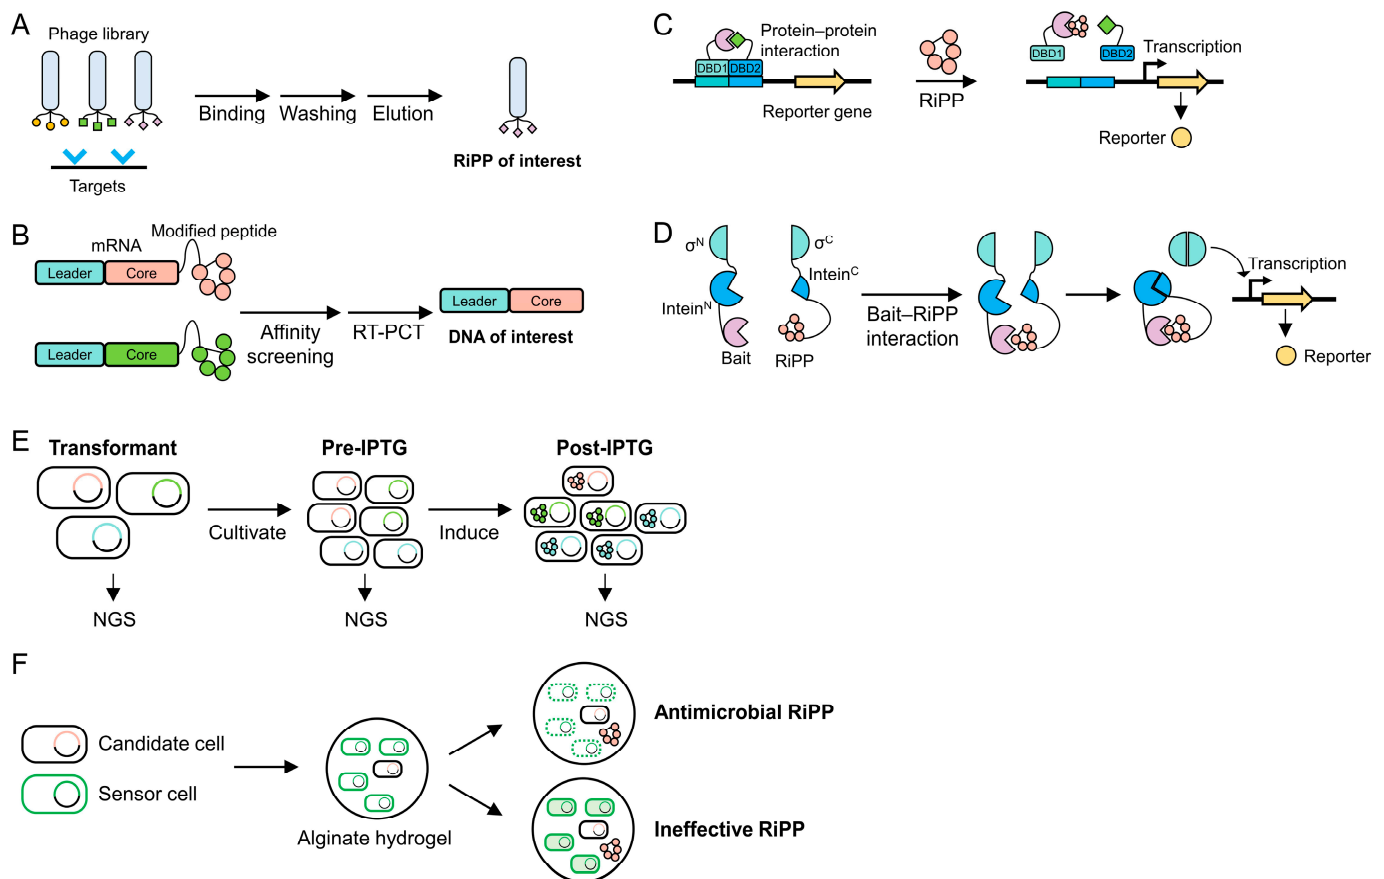 A
Phage library
Binding
Washing
Elution
Targets
RiPP of interest
B
Modified peptide
mRNA
Leader
Core
Leader
Core
Affinity
screening
RT-PCT
Leader
Core
DNA of interest
C
Protein–protein
interaction
DBD1
DBD2
Reporter gene
RiPP
DBD1
DBD2
Transcription
Reporter
D
σN
σC
InteinN
InteinC
Bait
RiPP
Bait–RiPP
interaction
Transcription
Reporter
E
Transformant
Pre-IPTG
Post-IPTG
Cultivate
Induce
NGS
NGS
NGS
F
Candidate cell
Sensor cell
Alginate hydrogel
Antimicrobial RiPP
Ineffective RiPP